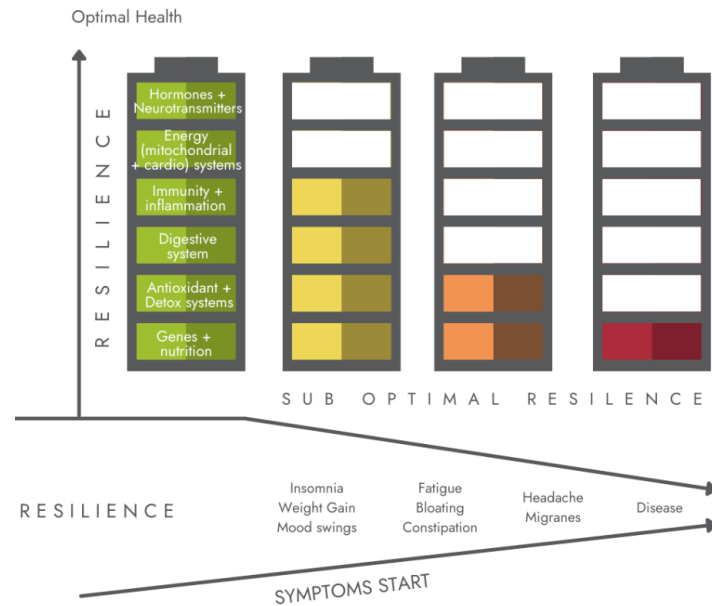 Optimal Health
RESILIENCE
Hormones +
Neurotransmitters
Energy
(mitochondrial
+ cardio) systems
Immunity +
inflammation
Digestive
system
Antioxidant +
Detox systems
Genes +
nutrition
SUB OPTIMAL RESILENCE
RESILIENCE
Insomnia
Weight Gain
Mood swings
Fatigue
Bloating
Constipation
Headache
Migranes
Disease
SYMPTOMS START